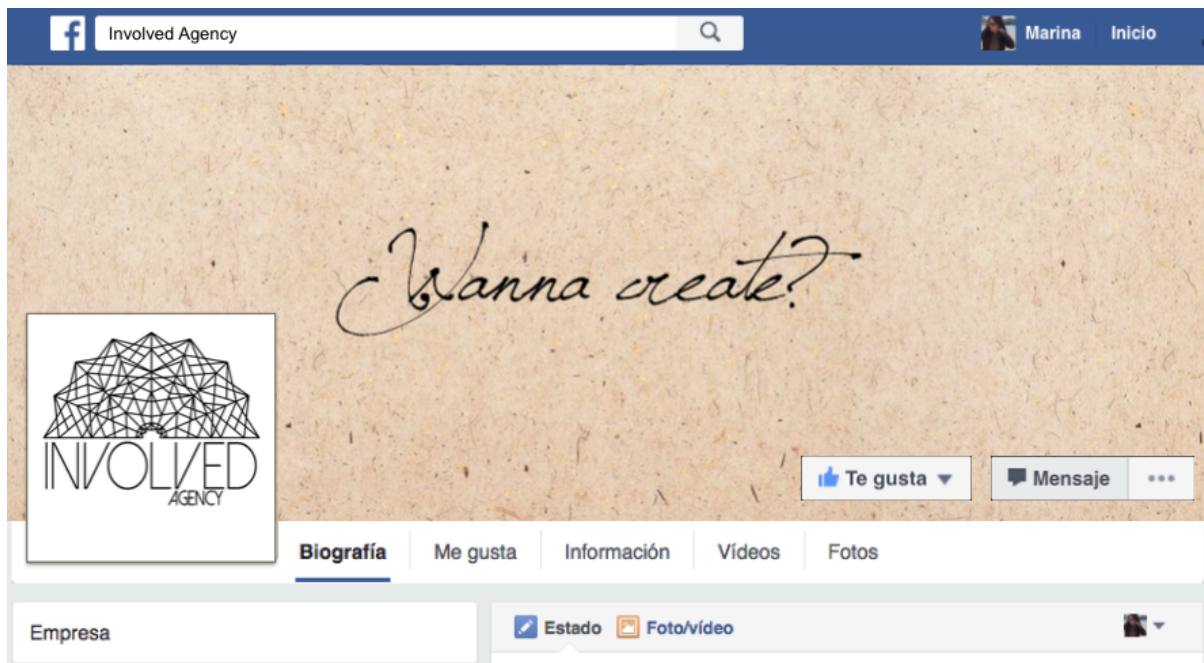 Involved Agency
Marina Inicio
Wanna create?
INVOLVED
AGENCY
Te gusta Mensaje
Biografía Me gusta Información Vídeos Fotos
Empresa
Estado Foto/vídeo